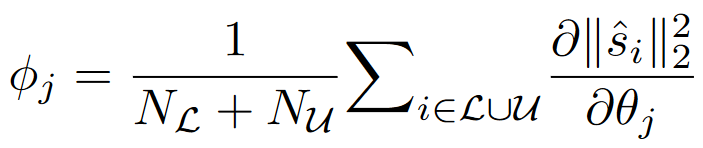 \phi_j = \frac{1}{N_{\mathcal{L}} + N_{\mathcal{U}}} \sum_{i \in \mathcal{L} \cup \mathcal{U}} \frac{\partial \|\hat{s}_i\|_2^2}{\partial \theta_j}